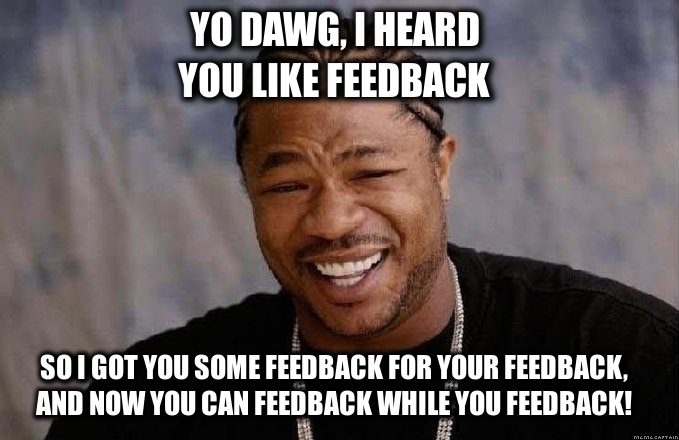 YO DAWG, I HEARD
YOU LIKE FEEDBACK
SO I GOT YOU SOME FEEDBACK FOR YOUR FEEDBACK,
AND NOW YOU CAN FEEDBACK WHILE YOU FEEDBACK!
MEMECAPTAIN